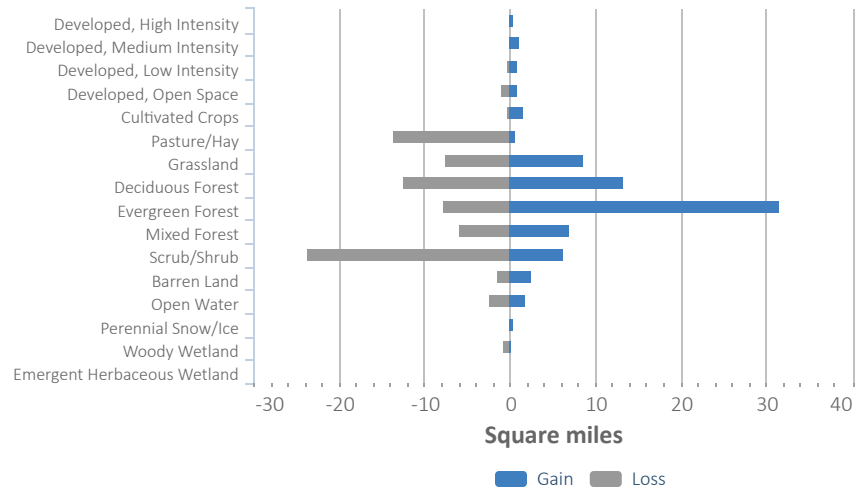 Developed, High Intensity
Developed, Medium Intensity
Developed, Low Intensity
Developed, Open Space
Cultivated Crops
Pasture/Hay
Grassland
Deciduous Forest
Evergreen Forest
Mixed Forest
Scrub/Shrub
Barren Land
Open Water
Perennial Snow/Ice
Woody Wetland
Emergent Herbaceous Wetland
-30 -20 -10 0 10 20 30 40
Square miles
Gain Loss